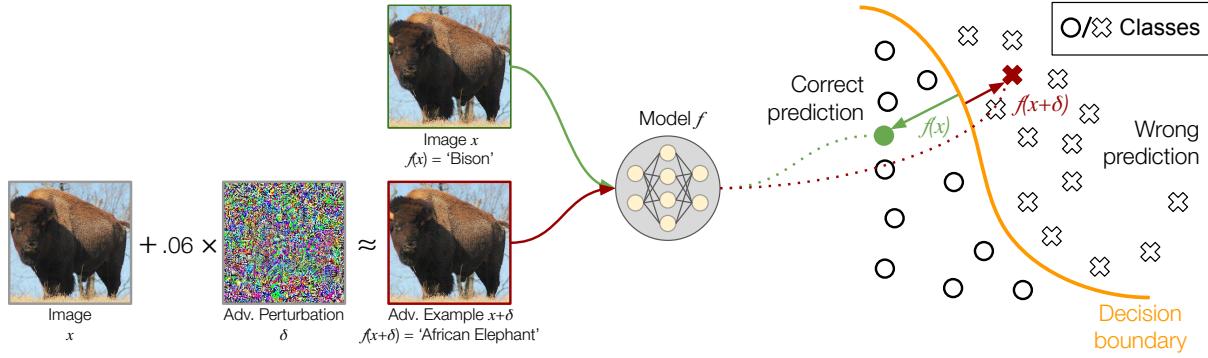 Image
x
+ .06 ×
Adv. Perturbation
δ
≈
Image x
f(x) = ‘Bison’
Adv. Example x+δ
f(x+δ) = ‘African Elephant’
Model f
Correct
prediction
f(x)
f(x+δ)
Wrong
prediction
O/X Classes
Decision
boundary